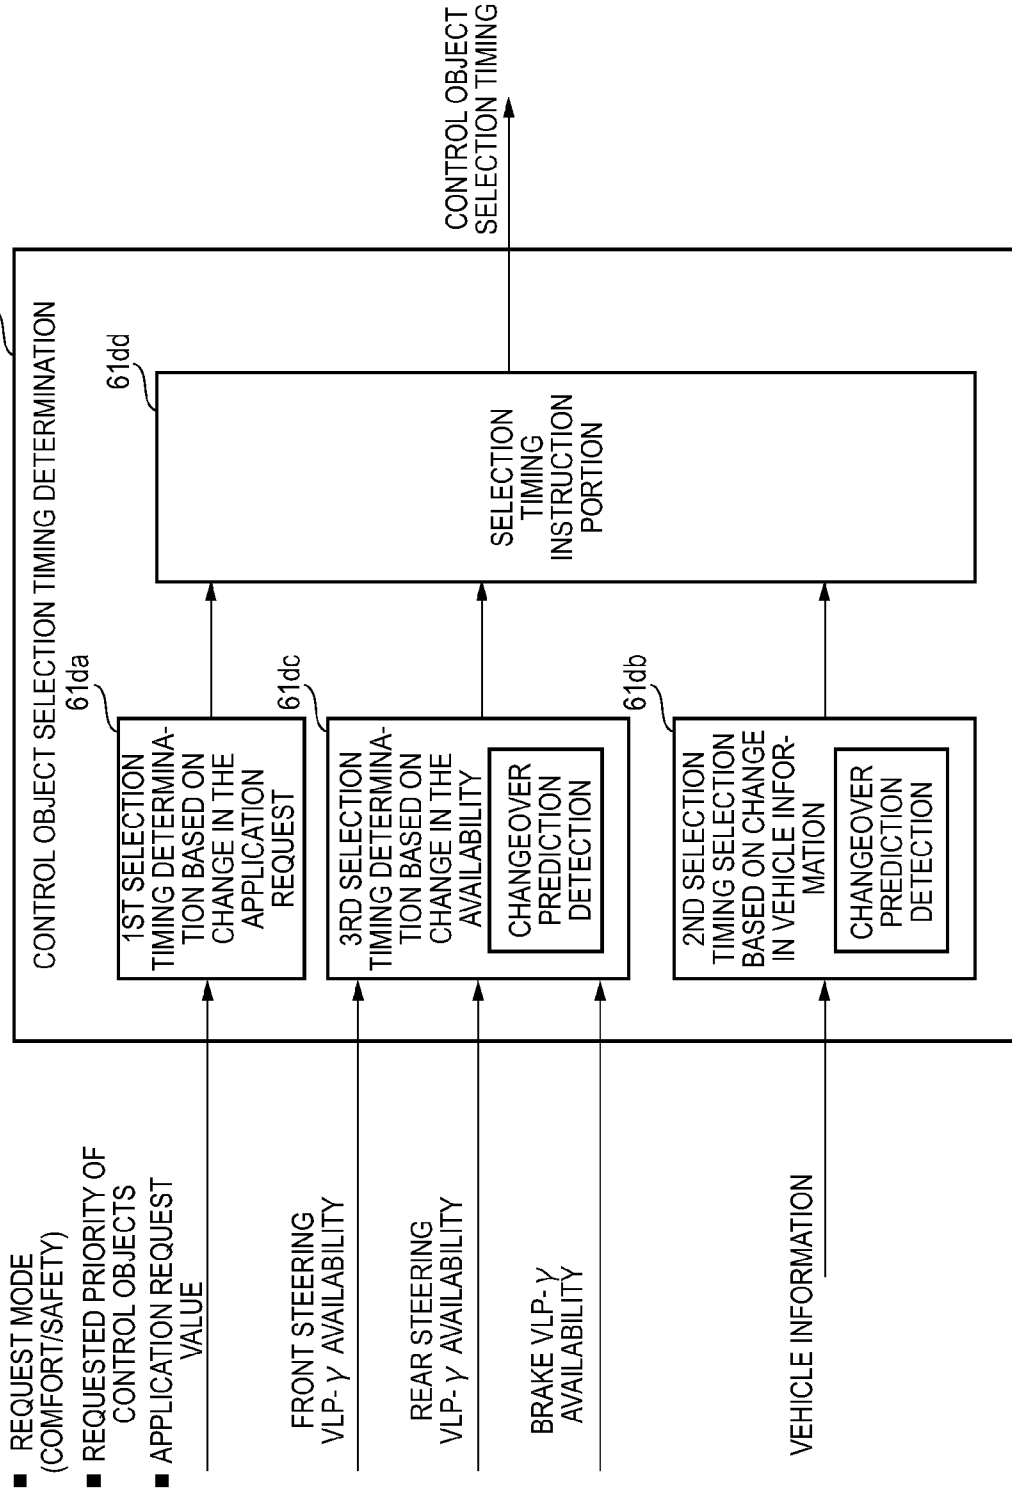 ■ REQUEST MODE
(COMFORT/SAFETY)
■ REQUESTED PRIORITY OF
CONTROL OBJECTS
■ APPLICATION REQUEST
VALUE
FRONT STEERING
VLP-γ AVAILABILITY
REAR STEERING
VLP-γ AVAILABILITY
BRAKE VLP-γ
AVAILABILITY
VEHICLE INFORMATION
CONTROL OBJECT SELECTION TIMING DETERMINATION
61da
1ST SELECTION
TIMING DETERMINA-
TION BASED ON
CHANGE IN THE
APPLICATION
REQUEST
61dc
3RD SELECTION
TIMING DETERMINA-
TION BASED ON
CHANGE IN THE
AVAILABILITY
CHANGEOVER
PREDICTION
DETECTION
61db
2ND SELECTION
TIMING SELECTION
BASED ON CHANGE
IN VEHICLE INFOR-
MATION
CHANGEOVER
PREDICTION
DETECTION
61dd
SELECTION
TIMING
INSTRUCTION
PORTION
CONTROL OBJECT
SELECTION TIMING